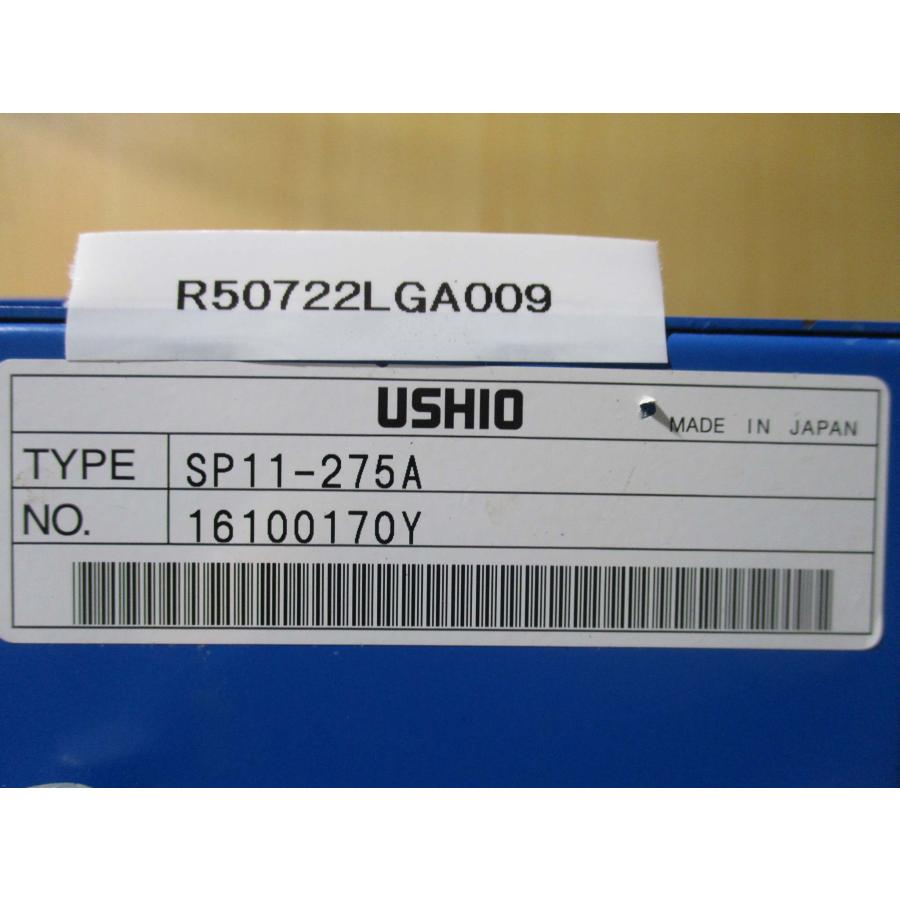 R50722LGA009
USHIO
MADE IN JAPAN
TYPE SP11-275A
NO. 16100170Y